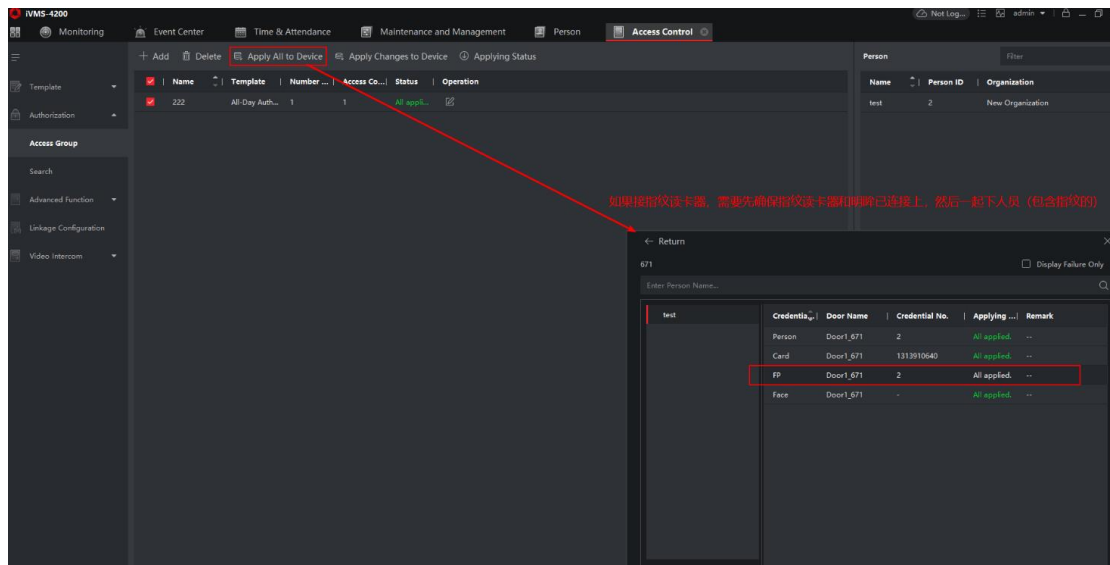 iVMS-4200
Not Log... admin
Monitoring Event Center Time & Attendance Maintenance and Management Person Access Control
+ Add Delete Apply All to Device Apply Changes to Device Applying Status
Person Filter
Name Template Number ... Access Co... Status Operation
Name Person ID Organization
Template
222 All-Day Auth... 1 1 All appli...
test 2 New Organization
Authorization
Access Group
Search
Advanced Function
如果接指纹读卡器，需要先确保指纹读卡器和明眸已连接上，然后一起下人员（包含指纹的）
Linkage Configuration
← Return
Video Intercom
671 Display Failure Only
Enter Person Name...
test
Credentia... Door Name Credential No. Applying ... Remark
Person Door1_671 2 All applied. --
Card Door1_671 1313910640 All applied. --
FP Door1_671 2 All applied. --
Face Door1_671 - All applied. --